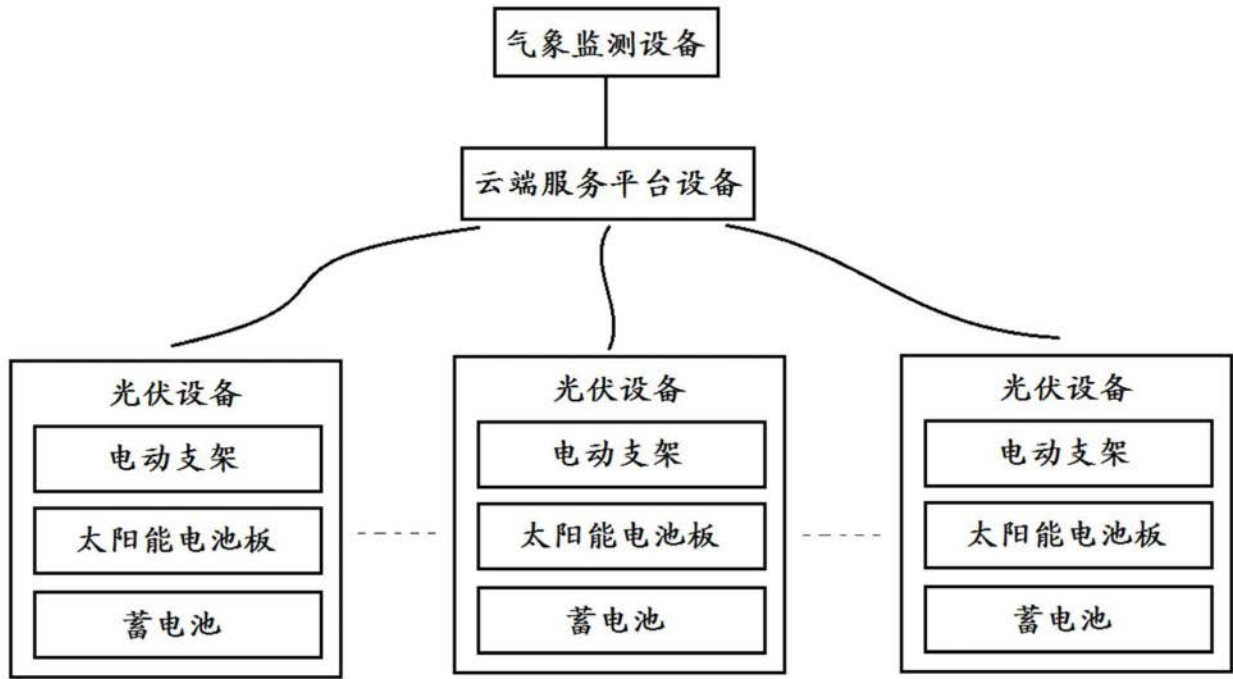 气象监测设备
云端服务平台设备
光伏设备
电动支架
太阳能电池板
蓄电池
光伏设备
电动支架
太阳能电池板
蓄电池
光伏设备
电动支架
太阳能电池板
蓄电池